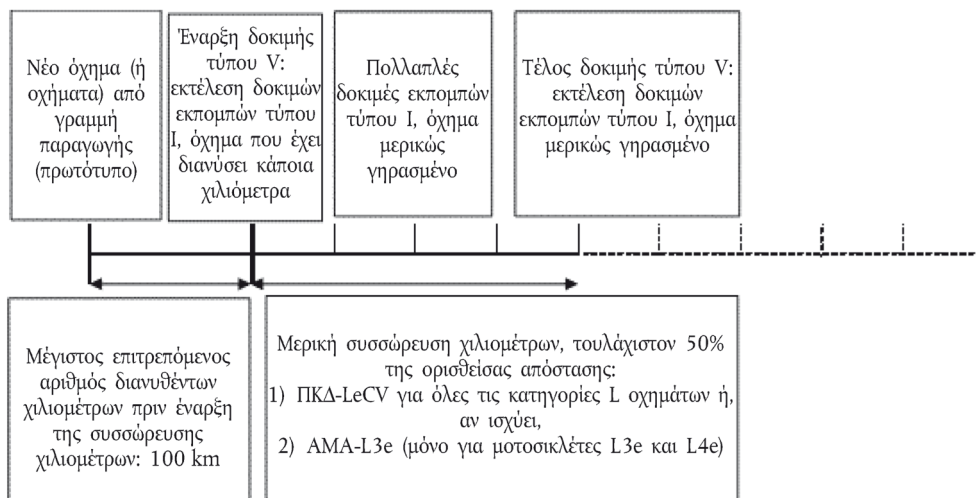 Νέο όχημα (ή
οχήματα) από
γραμμή
παραγωγής
(πρωτότυπο)
Έναρξη δοκιμής
τύπου V:
εκτέλεση δοκιμών
εκπομπών τύπου
I, όχημα που έχει
διανύσει κάποια
χιλιόμετρα
Πολλαπλές
δοκιμές εκπομπών
τύπου I, όχημα
μερικώς
γηρασμένο
Τέλος δοκιμής τύπου V:
εκτέλεση δοκιμών
εκπομπών τύπου I, όχημα
μερικώς γηρασμένο
Μέγιστος επιτρεπόμενος
αριθμός διανυθέντων
χιλιομέτρων πριν έναρξη
της συσσώρευσης
χιλιομέτρων: 100 km
Μερική συσσώρευση χιλιομέτρων, τουλάχιστον 50%
της ορισθείσας απόστασης:
1) ΠΚΔ-LeCV για όλες τις κατηγορίες L οχημάτων ή,
αν ισχύει,
2) AMA-L3e (μόνο για μοτοσικλέτες L3e και L4e)